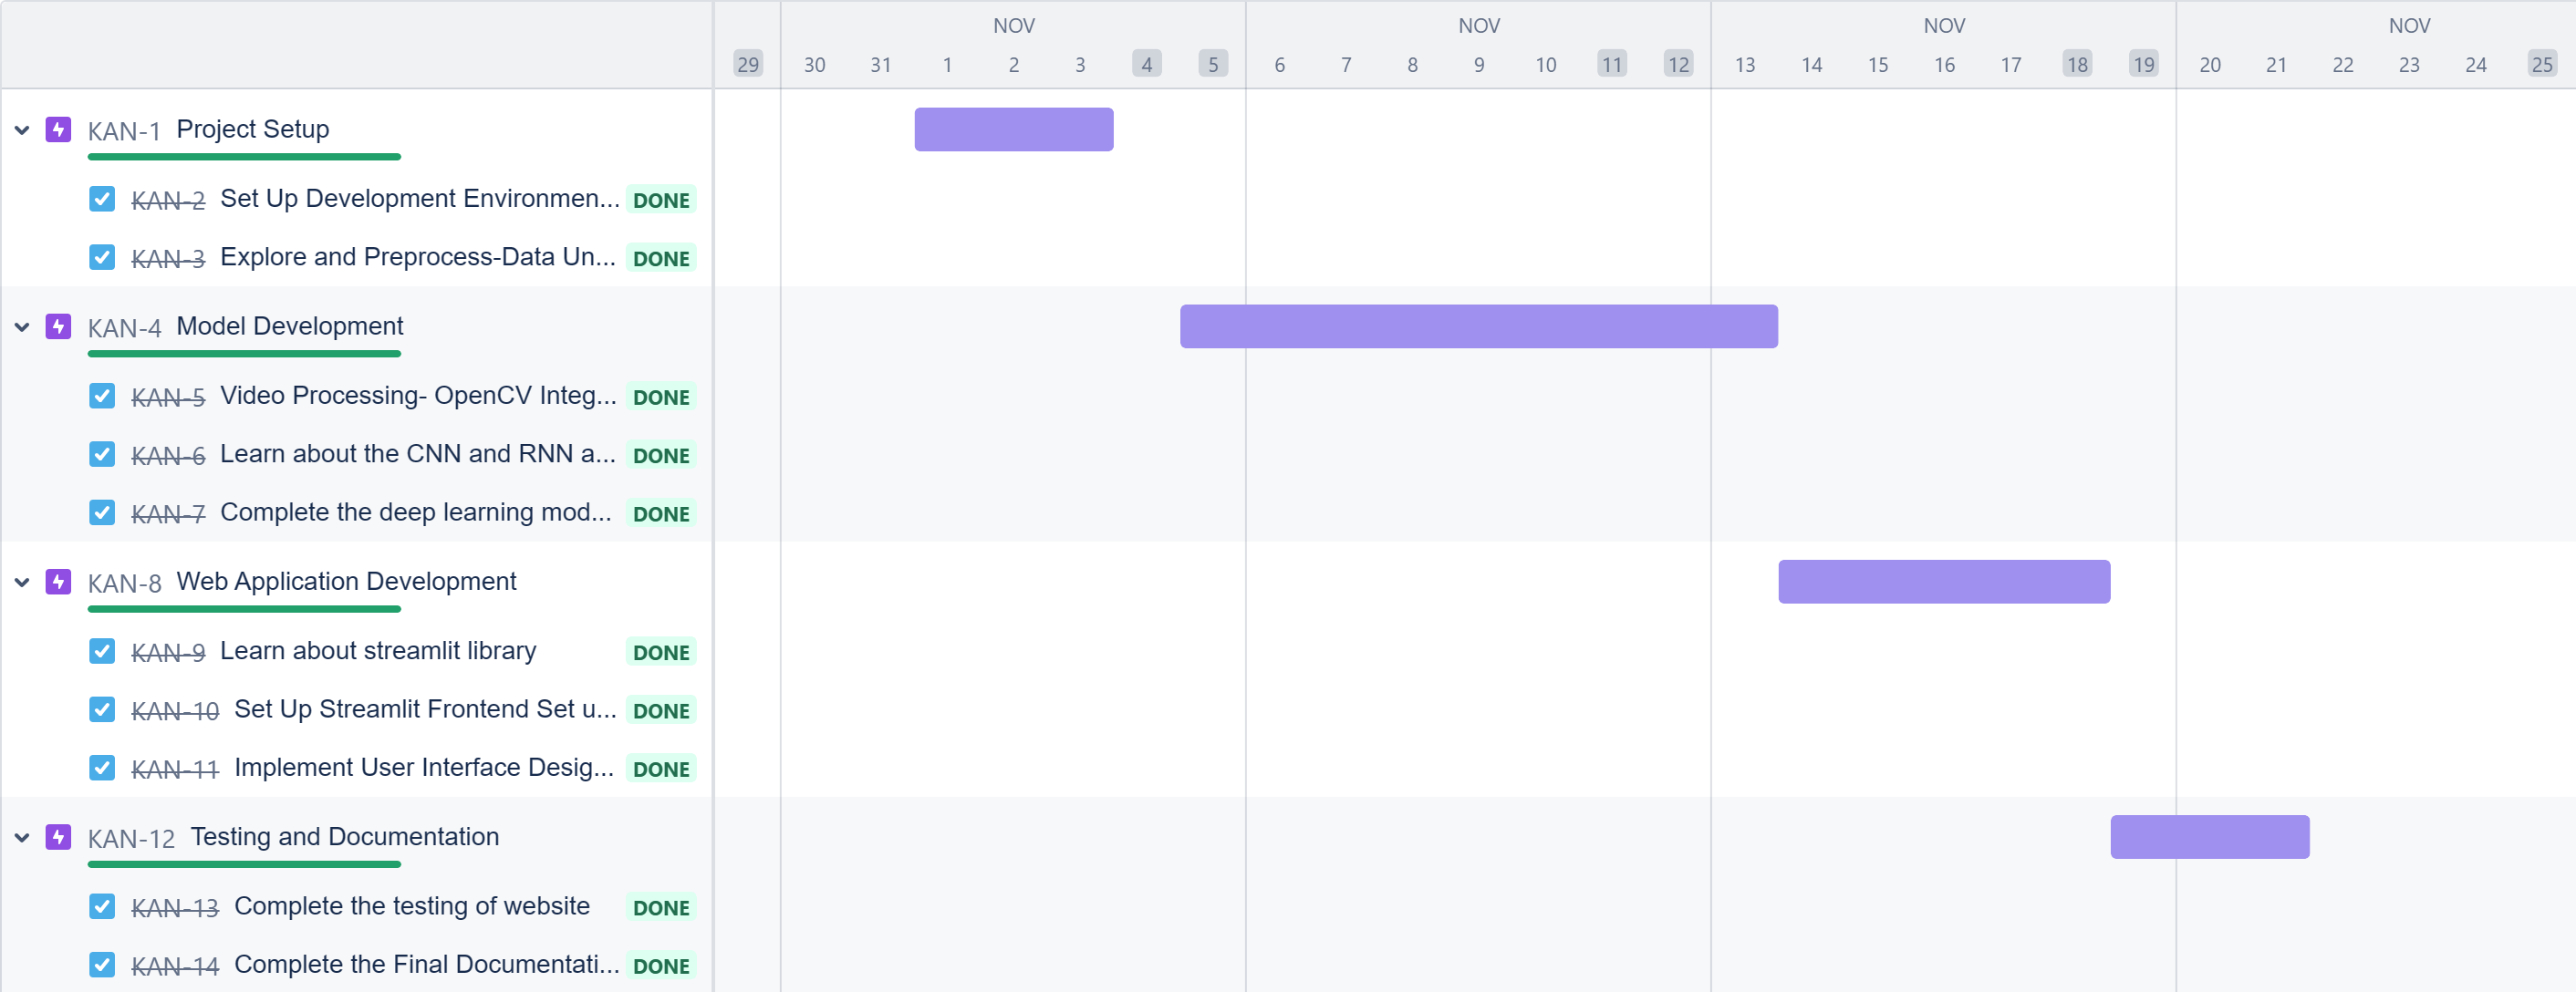 NOV NOV NOV NOV
29 30 31 1 2 3 4 5 6 7 8 9 10 11 12 13 14 15 16 17 18 19 20 21 22 23 24 25
KAN-1 Project Setup
KAN-2 Set Up Development Environmen... DONE
KAN-3 Explore and Preprocess-Data Un... DONE
KAN-4 Model Development
KAN-5 Video Processing- OpenCV Integ... DONE
KAN-6 Learn about the CNN and RNN a... DONE
KAN-7 Complete the deep learning mod... DONE
KAN-8 Web Application Development
KAN-9 Learn about streamlit library DONE
KAN-10 Set Up Streamlit Frontend Set u... DONE
KAN-11 Implement User Interface Desig... DONE
KAN-12 Testing and Documentation
KAN-13 Complete the testing of website DONE
KAN-14 Complete the Final Documentati... DONE